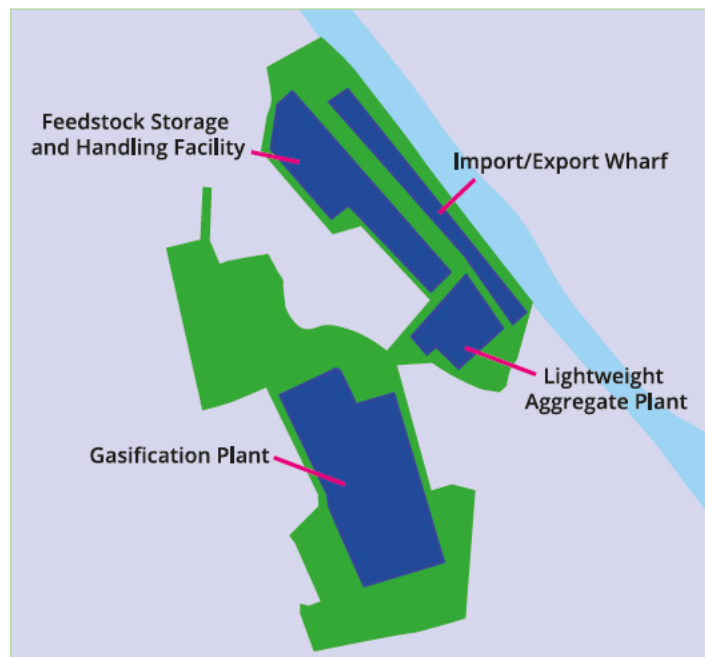 Feedstock Storage
and Handling Facility
Import/Export Wharf
Lightweight
Aggregate Plant
Gasification Plant